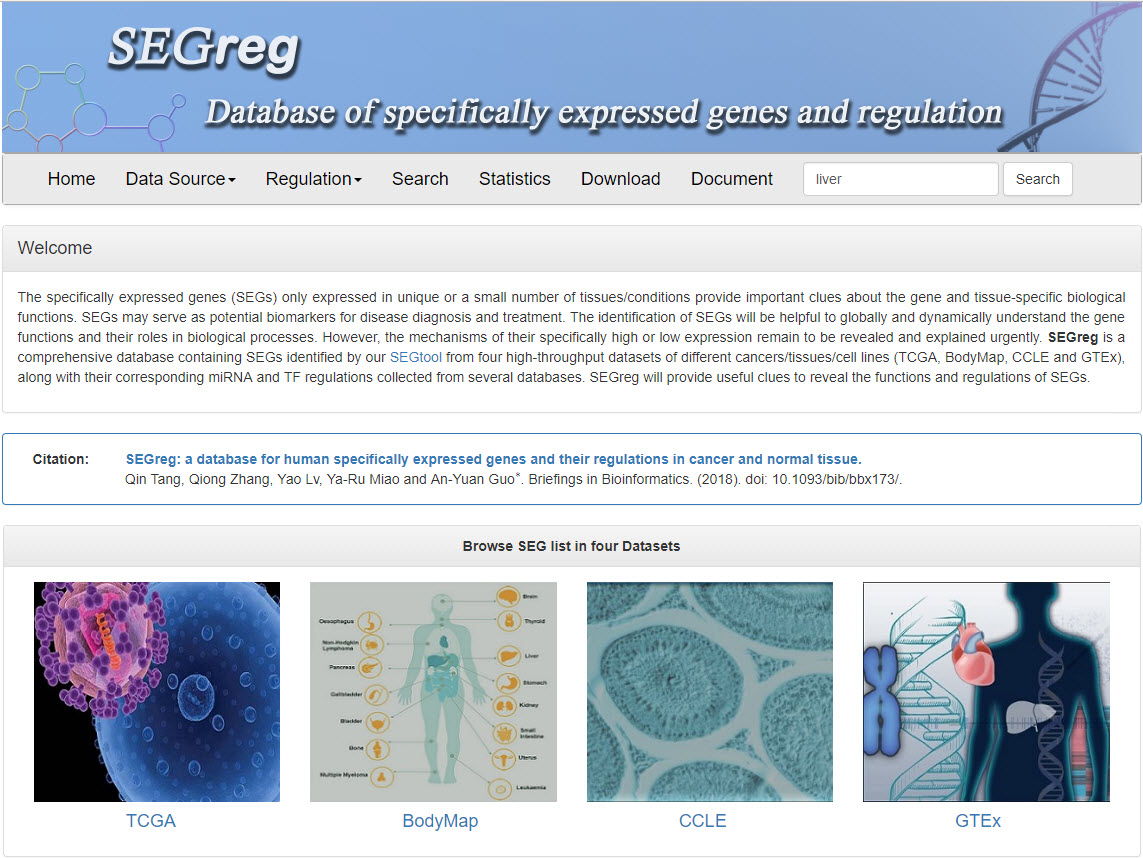 SEGreg
Database of specifically expressed genes and regulation
Home Data Source Regulation Search Statistics Download Document liver Search
Welcome
The specifically expressed genes (SEGs) only expressed in unique or a small number of tissues/conditions provide important clues about the gene and tissue-specific biological
functions. SEGs may serve as potential biomarkers for disease diagnosis and treatment. The identification of SEGs will be helpful to globally and dynamically understand the gene
functions and their roles in biological processes. However, the mechanisms of their specifically high or low expression remain to be revealed and explained urgently. SEGreg is a
comprehensive database containing SEGs identified by our SEGtool from four high-throughput datasets of different cancers/tissues/cell lines (TCGA, BodyMap, CCLE and GTEx),
along with their corresponding miRNA and TF regulations collected from several databases. SEGreg will provide useful clues to reveal the functions and regulations of SEGs.
Citation: SEGreg: a database for human specifically expressed genes and their regulations in cancer and normal tissue.
Qin Tang, Qiong Zhang, Yao Lv, Ya-Ru Miao and An-Yuan Guo*. Briefings in Bioinformatics. (2018). doi: 10.1093/bib/bbx173/.
Browse SEG list in four Datasets
Brain
Oesophagus
Thyroid
Non-Hodgkin
Lymphoma
Liver
Pancreas
Stomach
Gallbladder
Kidney
Bladder
Small
Intestine
Bone
Uterus
Multiple Myeloma
Leukaemia
TCGA BodyMap CCLE GTEx